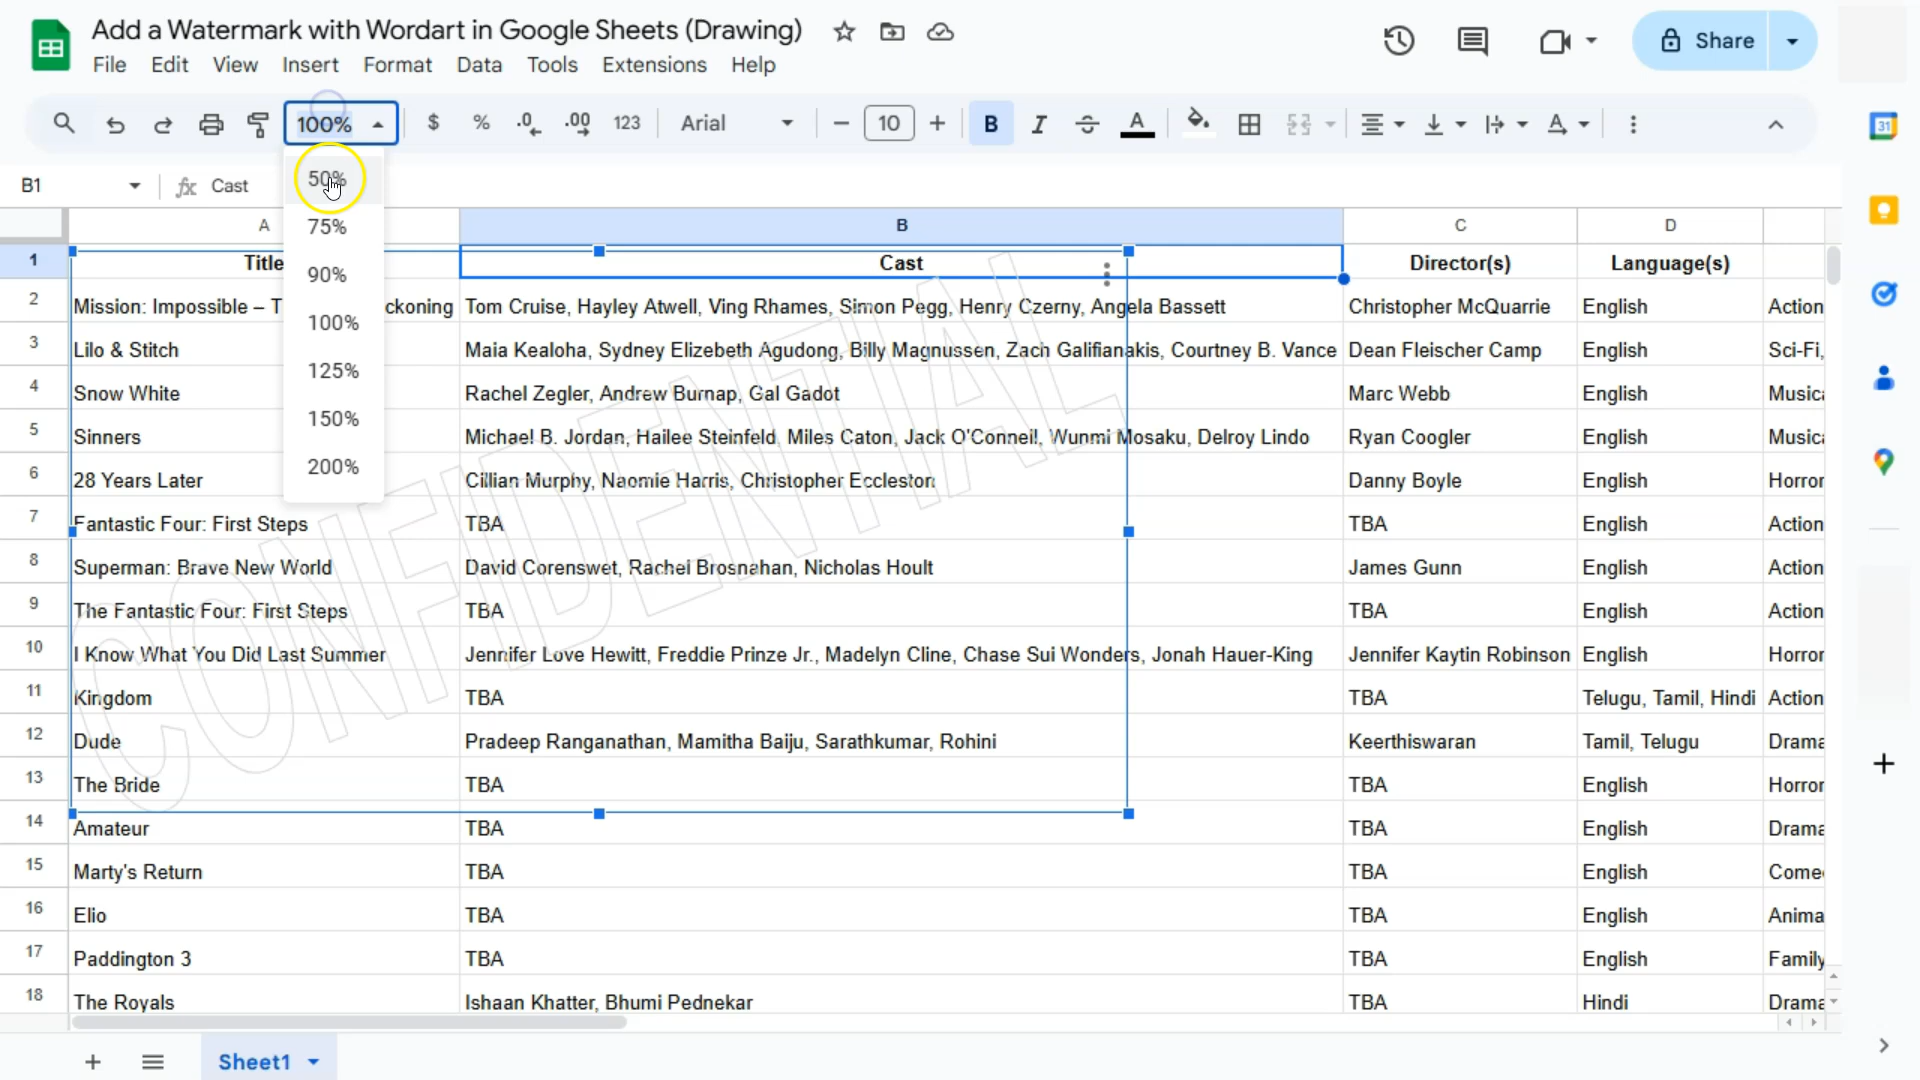 Add a Watermark with Wordart in Google Sheets (Drawing)
File Edit View Insert Format Data Tools Extensions Help
Share
100% $ % .0 .00 123 Arial 10 B I A
31
B1 fx Cast
50%
75%
90%
100%
125%
150%
200%
A B C D
1 Title Cast Director(s) Language(s)
2 Mission: Impossible – T ckoning Tom Cruise, Hayley Atwell, Ving Rhames, Simon Pegg, Henry Czerny, Angela Bassett Christopher McQuarrie English Action
3 Lilo & Stitch Maia Kealoha, Sydney Elizebeth Agudong, Billy Magnussen, Zach Galifianakis, Courtney B. Vance Dean Fleischer Camp English Sci-Fi,
4 Snow White Rachel Zegler, Andrew Burnap, Gal Gadot Marc Webb English Musica
5 Sinners Michael B. Jordan, Hailee Steinfeld, Miles Caton, Jack O'Connell, Wunmi Mosaku, Delroy Lindo Ryan Coogler English Musica
6 28 Years Later Cillian Murphy, Naomie Harris, Christopher Eccleston Danny Boyle English Horror
7 Fantastic Four: First Steps TBA TBA English Action
8 Superman: Brave New World David Corenswet, Rachel Brosnahan, Nicholas Hoult James Gunn English Action
9 The Fantastic Four: First Steps TBA TBA English Action
10 I Know What You Did Last Summer Jennifer Love Hewitt, Freddie Prinze Jr., Madelyn Cline, Chase Sui Wonders, Jonah Hauer-King Jennifer Kaytin Robinson English Horror
11 Kingdom TBA TBA Telugu, Tamil, Hindi Action
12 Dude Pradeep Ranganathan, Mamitha Baiju, Sarathkumar, Rohini Keerthiswaran Tamil, Telugu Drama
13 The Bride TBA TBA English Horror
14 Amateur TBA TBA English Drama
15 Marty's Return TBA TBA English Come
16 Elio TBA TBA English Anima
17 Paddington 3 TBA TBA English Family
18 The Royals Ishaan Khatter, Bhumi Pednekar TBA Hindi Drama
CONFIDENTIAL
Sheet1